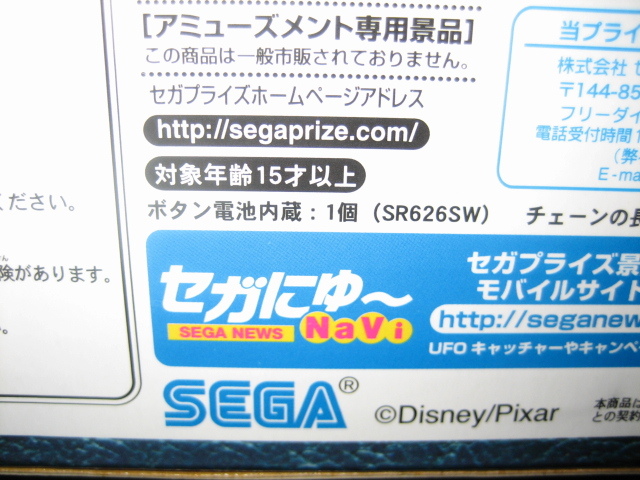 [アミューズメント専用景品]
この商品は一般市販されておりません。
セガプライズホームページアドレス
http://segaprize.com/
対象年齢15才以上
ボタン電池内蔵：1個（SR626SW）
チェーンの長
ください。
険があります。
当プライ
株式会社
〒144-85
フリーダイ
電話受付時間1
（弊
E-ma
セガにゅ〜
SEGA NEWS NaVi
セガプライズ景
モバイルサイト
http://seganew
UFOキャッチャーやキャンペ
SEGA®
©Disney/Pixar
本商品は
との契約